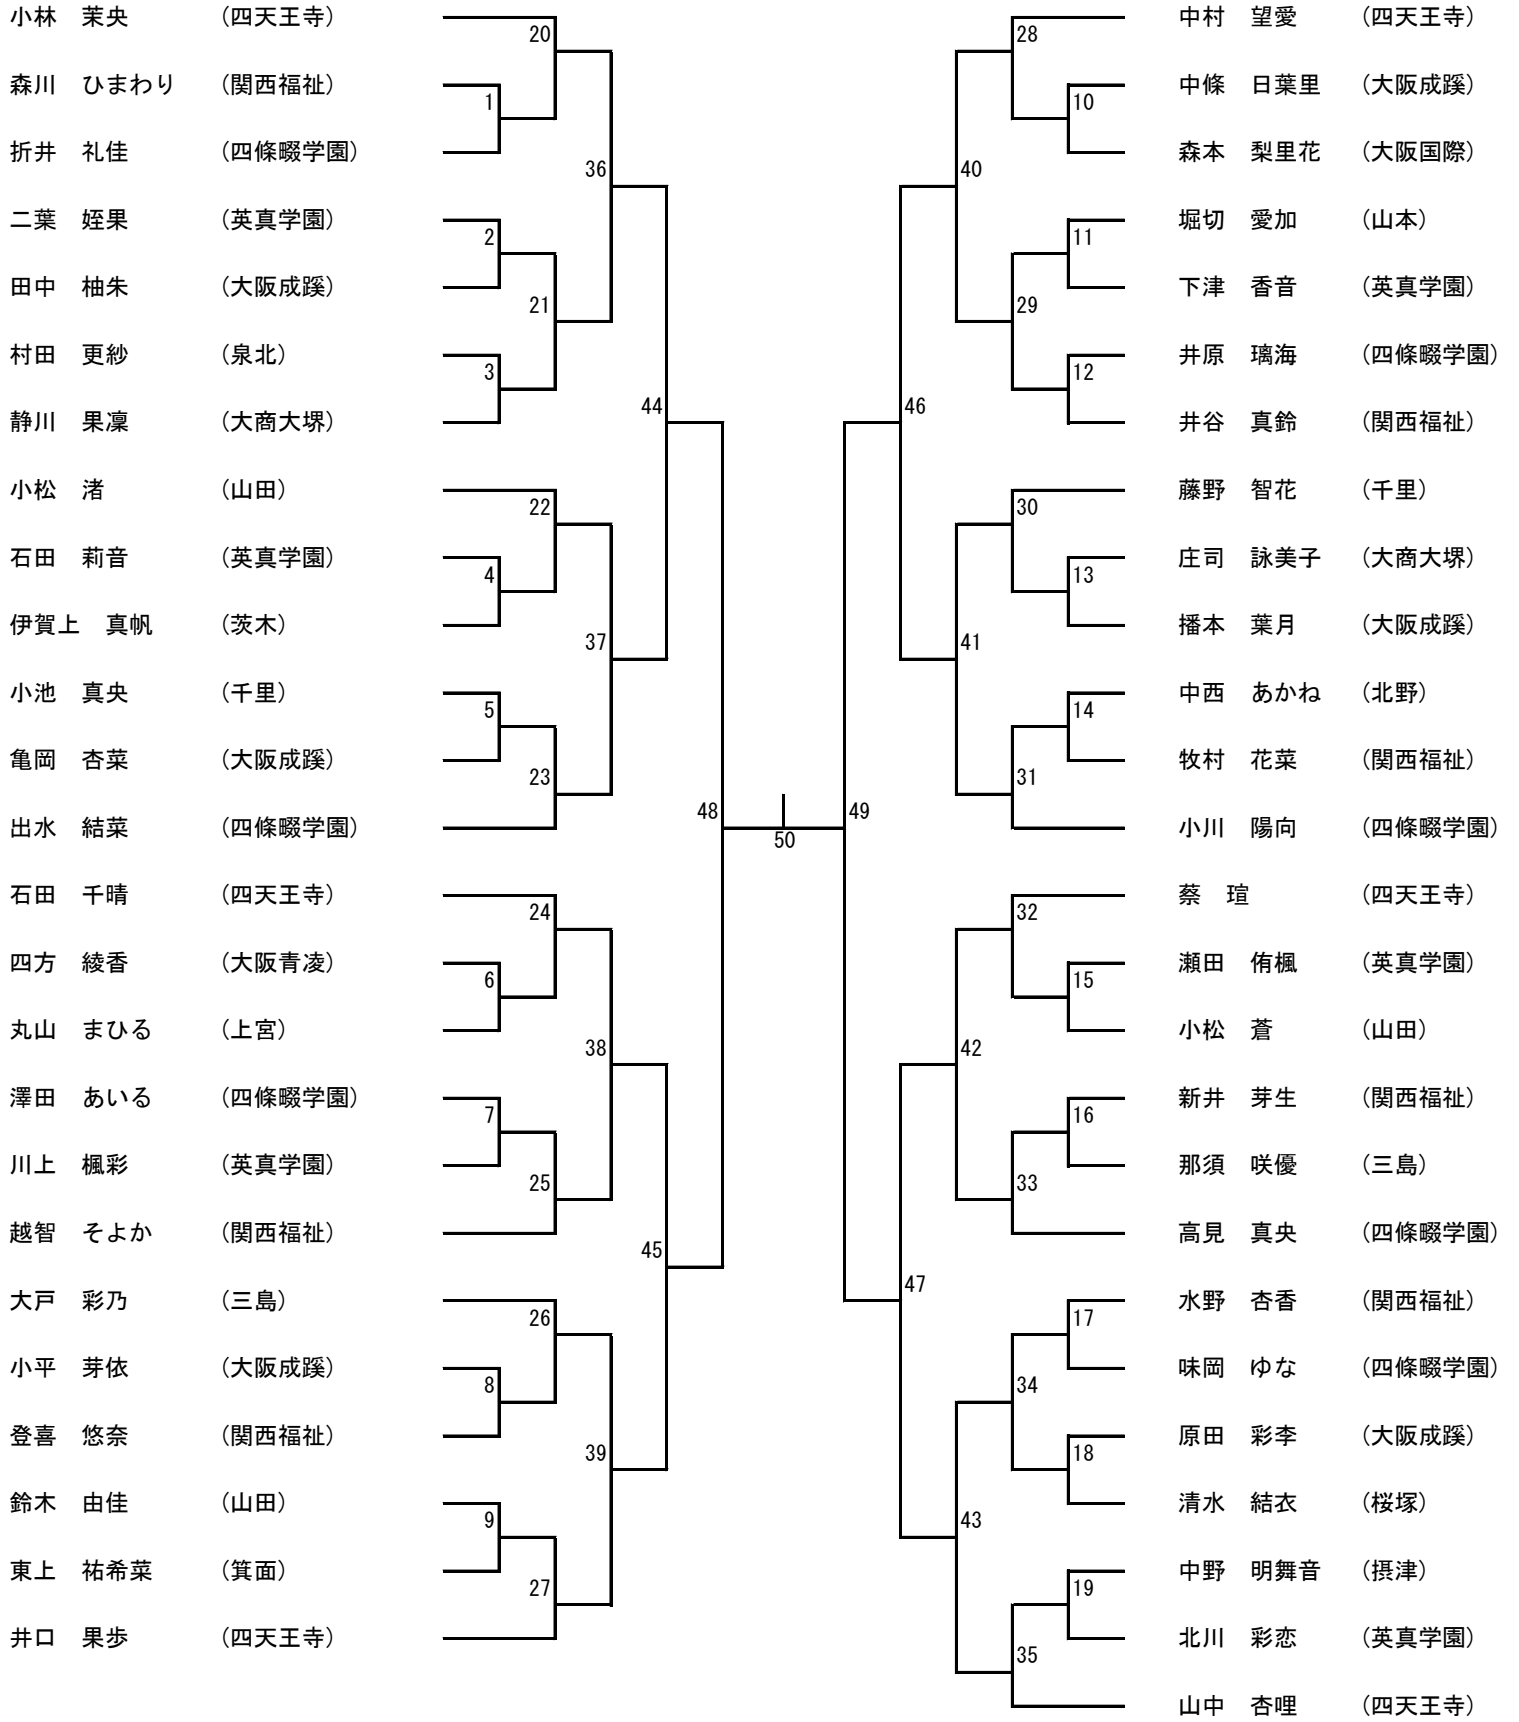 小林　茉央　（四天王寺）
森川　ひまわり　（関西福祉）
折井　礼佳　（四條畷学園）
二葉　姪果　（英真学園）
田中　柚朱　（大阪成蹊）
村田　更紗　（泉北）
静川　果凜　（大商大堺）
小松　渚　（山田）
石田　莉音　（英真学園）
伊賀上　真帆　（茨木）
小池　真央　（千里）
亀岡　杏菜　（大阪成蹊）
出水　結菜　（四條畷学園）
石田　千晴　（四天王寺）
四方　綾香　（大阪青凌）
丸山　まひる　（上宮）
澤田　あいる　（四條畷学園）
川上　楓彩　（英真学園）
越智　そよか　（関西福祉）
大戸　彩乃　（三島）
小平　芽依　（大阪成蹊）
登喜　悠奈　（関西福祉）
鈴木　由佳　（山田）
東上　祐希菜　（箕面）
井口　果歩　（四天王寺）
1
2
3
4
5
6
7
8
9
20
21
22
23
24
25
26
27
36
37
38
39
44
45
48
50
49
46
47
40
41
42
43
28
29
30
31
32
33
34
35
10
11
12
13
14
15
16
17
18
19
中村　望愛　（四天王寺）
中條　日葉里　（大阪成蹊）
森本　梨里花　（大阪国際）
堀切　愛加　（山本）
下津　香音　（英真学園）
井原　璃海　（四條畷学園）
井谷　真鈴　（関西福祉）
藤野　智花　（千里）
庄司　詠美子　（大商大堺）
播本　葉月　（大阪成蹊）
中西　あかね　（北野）
牧村　花菜　（関西福祉）
小川　陽向　（四條畷学園）
蔡　瑄　（四天王寺）
瀬田　侑楓　（英真学園）
小松　蒼　（山田）
新井　芽生　（関西福祉）
那須　咲優　（三島）
高見　真央　（四條畷学園）
水野　杏香　（関西福祉）
味岡　ゆな　（四條畷学園）
原田　彩李　（大阪成蹊）
清水　結衣　（桜塚）
中野　明舞音　（摂津）
北川　彩恋　（英真学園）
山中　杏哩　（四天王寺）